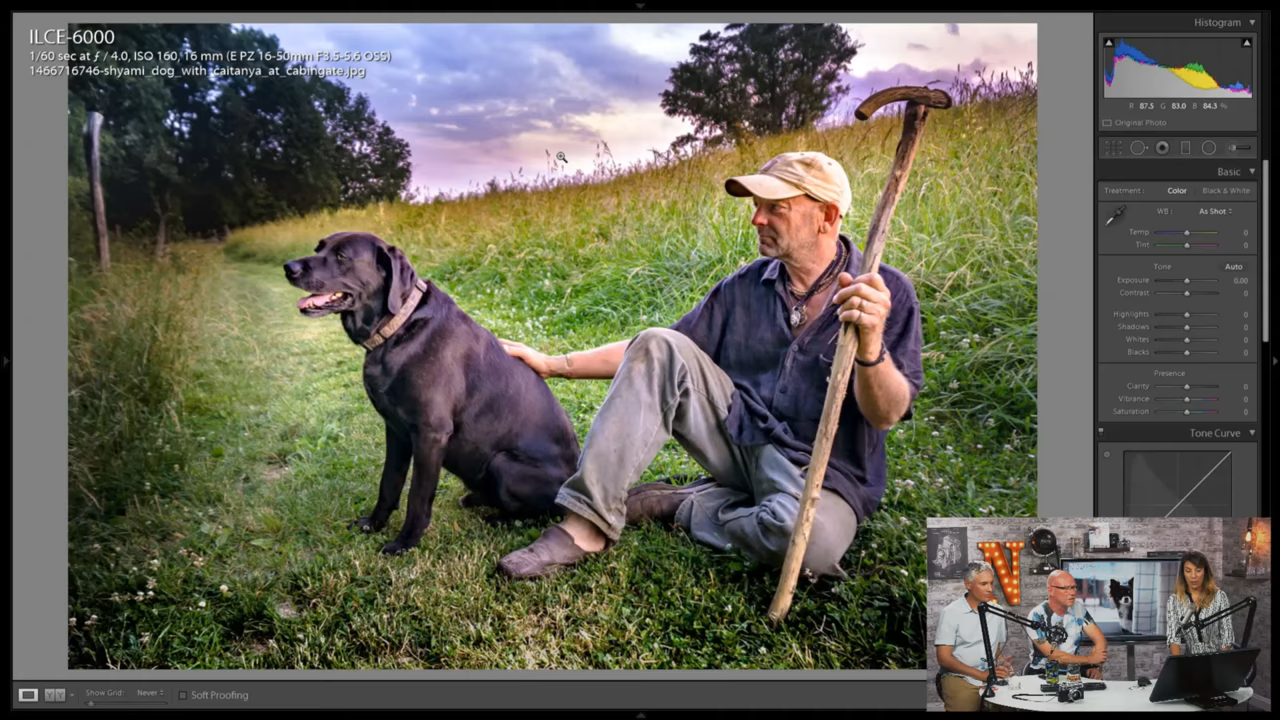 ILCE-6000
1/60 sec at ƒ / 4.0, ISO 160, 16 mm (E PZ 16-50mm F3.5-5.6 OSS)
1466716746-shyami_dog_with_caitanya_at_cabingate.jpg
Histogram
R 87.5 G 83.0 B 84.3 %
Original Photo
Basic
Treatment : Color Black & White
WB : As Shot
Temp 0
Tint 0
Tone Auto
Exposure 0.00
Contrast 0
Highlights 0
Shadows 0
Whites 0
Blacks 0
Presence
Clarity 0
Vibrance 0
Saturation 0
Tone Curve
N
Y Y
Show Grid: Never
Soft Proofing